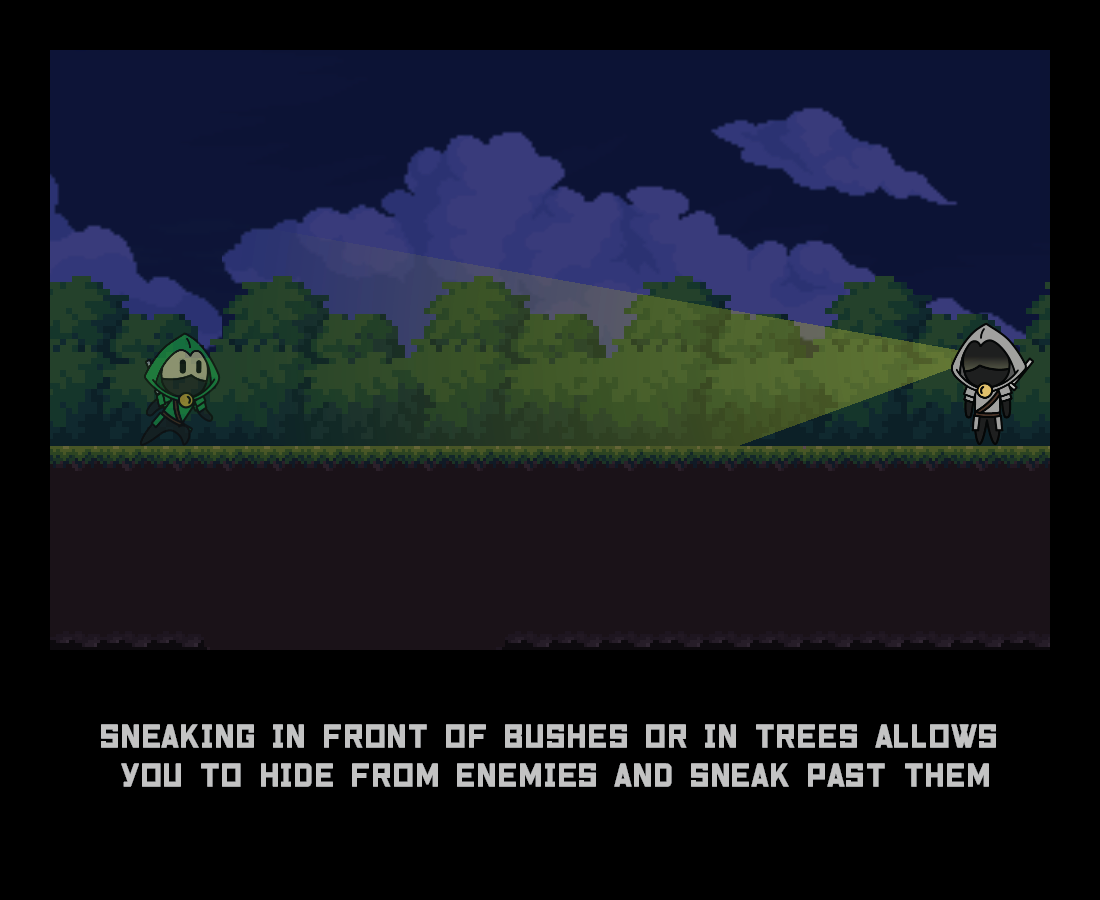 SNEAKING IN FRONT OF BUSHES OR IN TREES ALLOWS
YOU TO HIDE FROM ENEMIES AND SNEAK PAST THEM